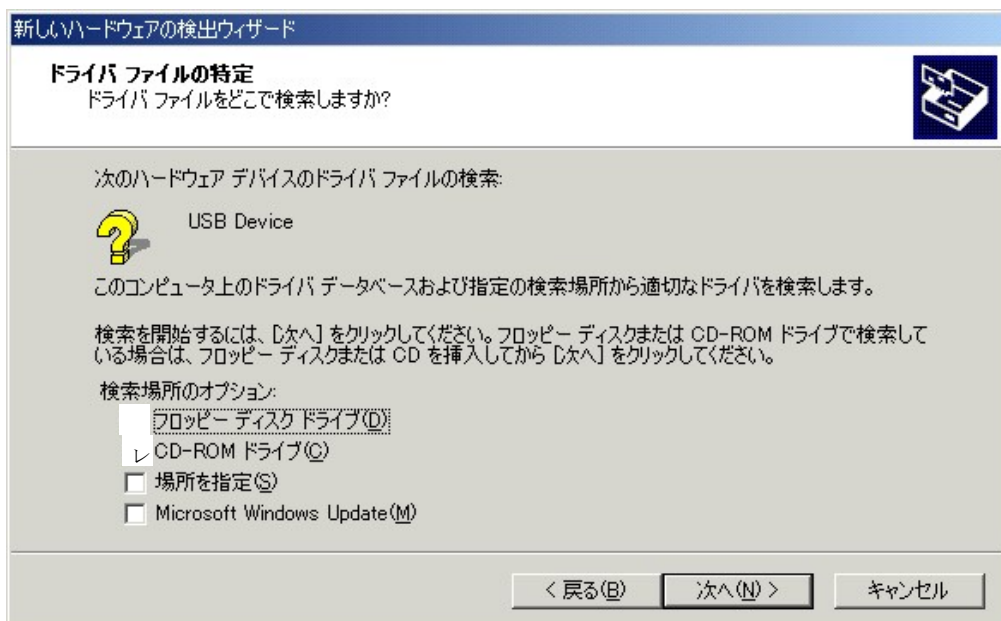 新しいハードウェアの検出ウィザード
ドライバ ファイルの特定
ドライバ ファイルをどこで検索しますか?
次のハードウェア デバイスのドライバ ファイルの検索:
USB Device
このコンピュータ上のドライバ データベースおよび指定の検索場所から適切なドライバを検索します。
検索を開始するには、[次へ] をクリックしてください。フロッピー ディスクまたは CD-ROM ドライブで検索して
いる場合は、フロッピー ディスクまたは CD を挿入してから [次へ] をクリックしてください。
検索場所のオプション:
フロッピー ディスク ドライブ(D)
レ CD-ROM ドライブ(C)
場所を指定(S)
Microsoft Windows Update(M)
< 戻る(B) 次へ(N) > キャンセル